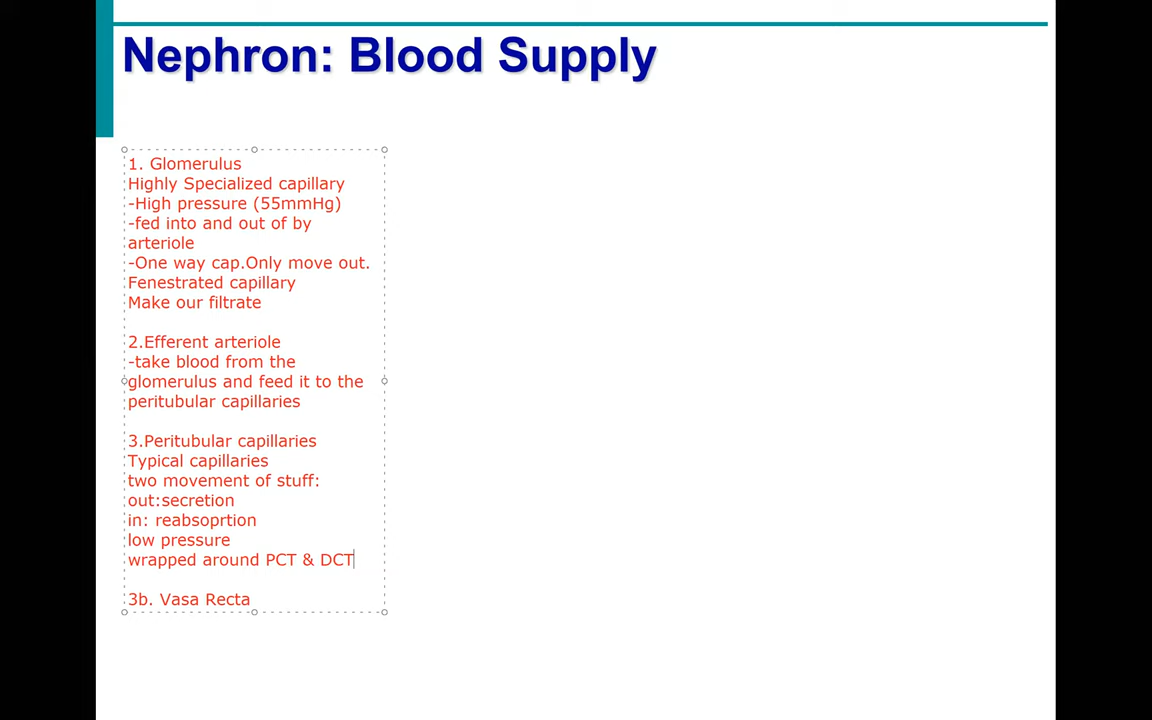 Nephron: Blood Supply
1. Glomerulus
Highly Specialized capillary
-High pressure (55mmHg)
-fed into and out of by
arteriole
-One way cap.Only move out.
Fenestrated capillary
Make our filtrate
2.Efferent arteriole
-take blood from the
glomerulus and feed it to the
peritubular capillaries
3.Peritubular capillaries
Typical capillaries
two movement of stuff:
out:secretion
in: reabsoprtion
low pressure
wrapped around PCT & DCT
3b. Vasa Recta